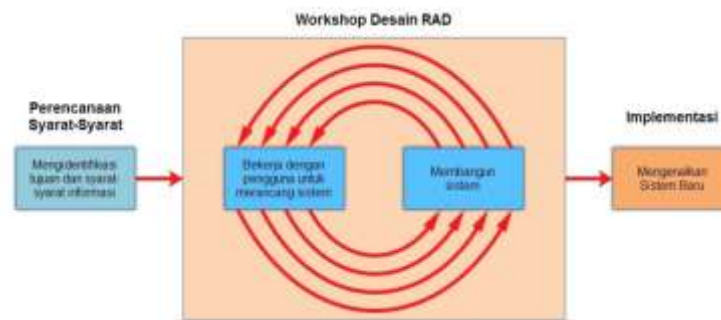 Workshop Desain RAD
Perencanaan
Syarat-Syarat
Mengidentifikasi
tujuan dan syarat-
syarat informasi
Bekerja dengan
pengguna untuk
merancang sistem
Membangun
sistem
Implementasi
Mengenalkan
Sistem Baru